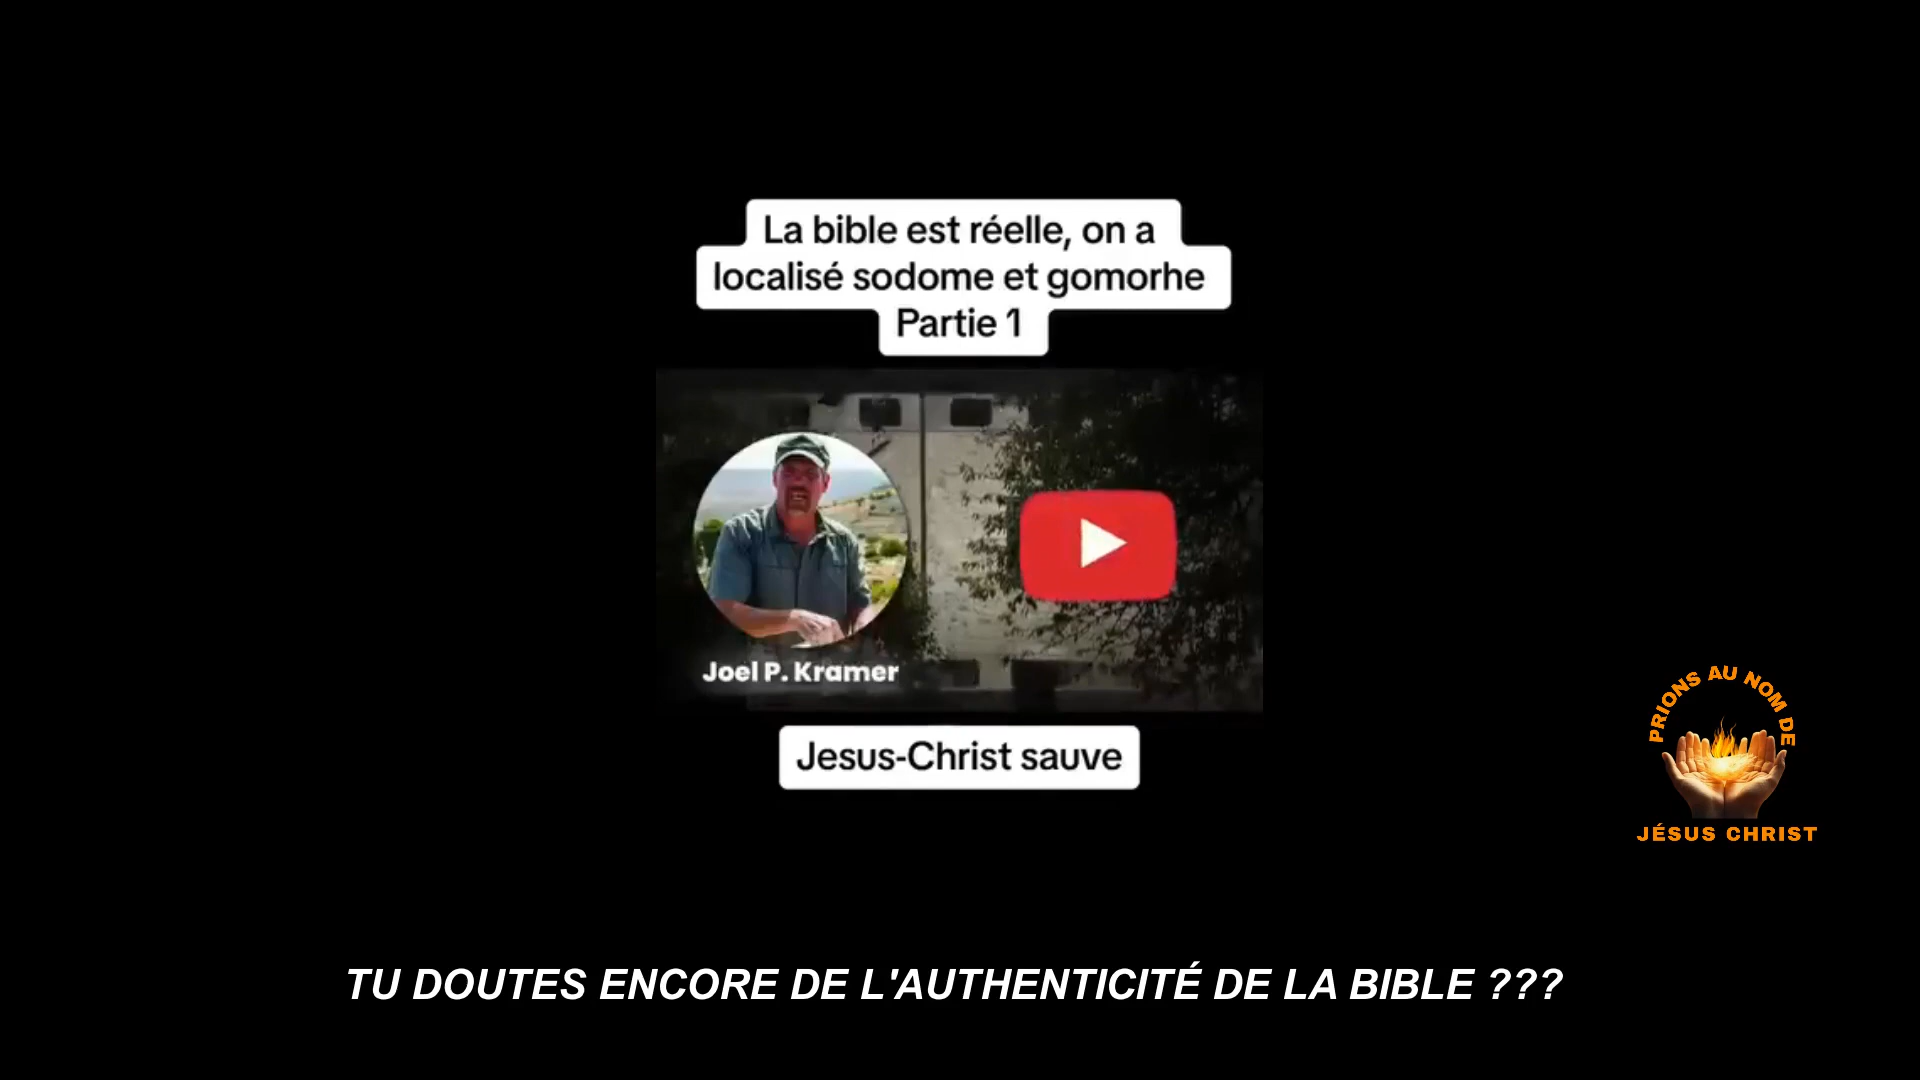 La bible est réelle, on a
localisé sodome et gomorhe
Partie 1
Joel P. Kramer
Jesus-Christ sauve
PRIONS AU NOM DE
JÉSUS CHRIST
TU DOUTES ENCORE DE L'AUTHENTICITÉ DE LA BIBLE ???